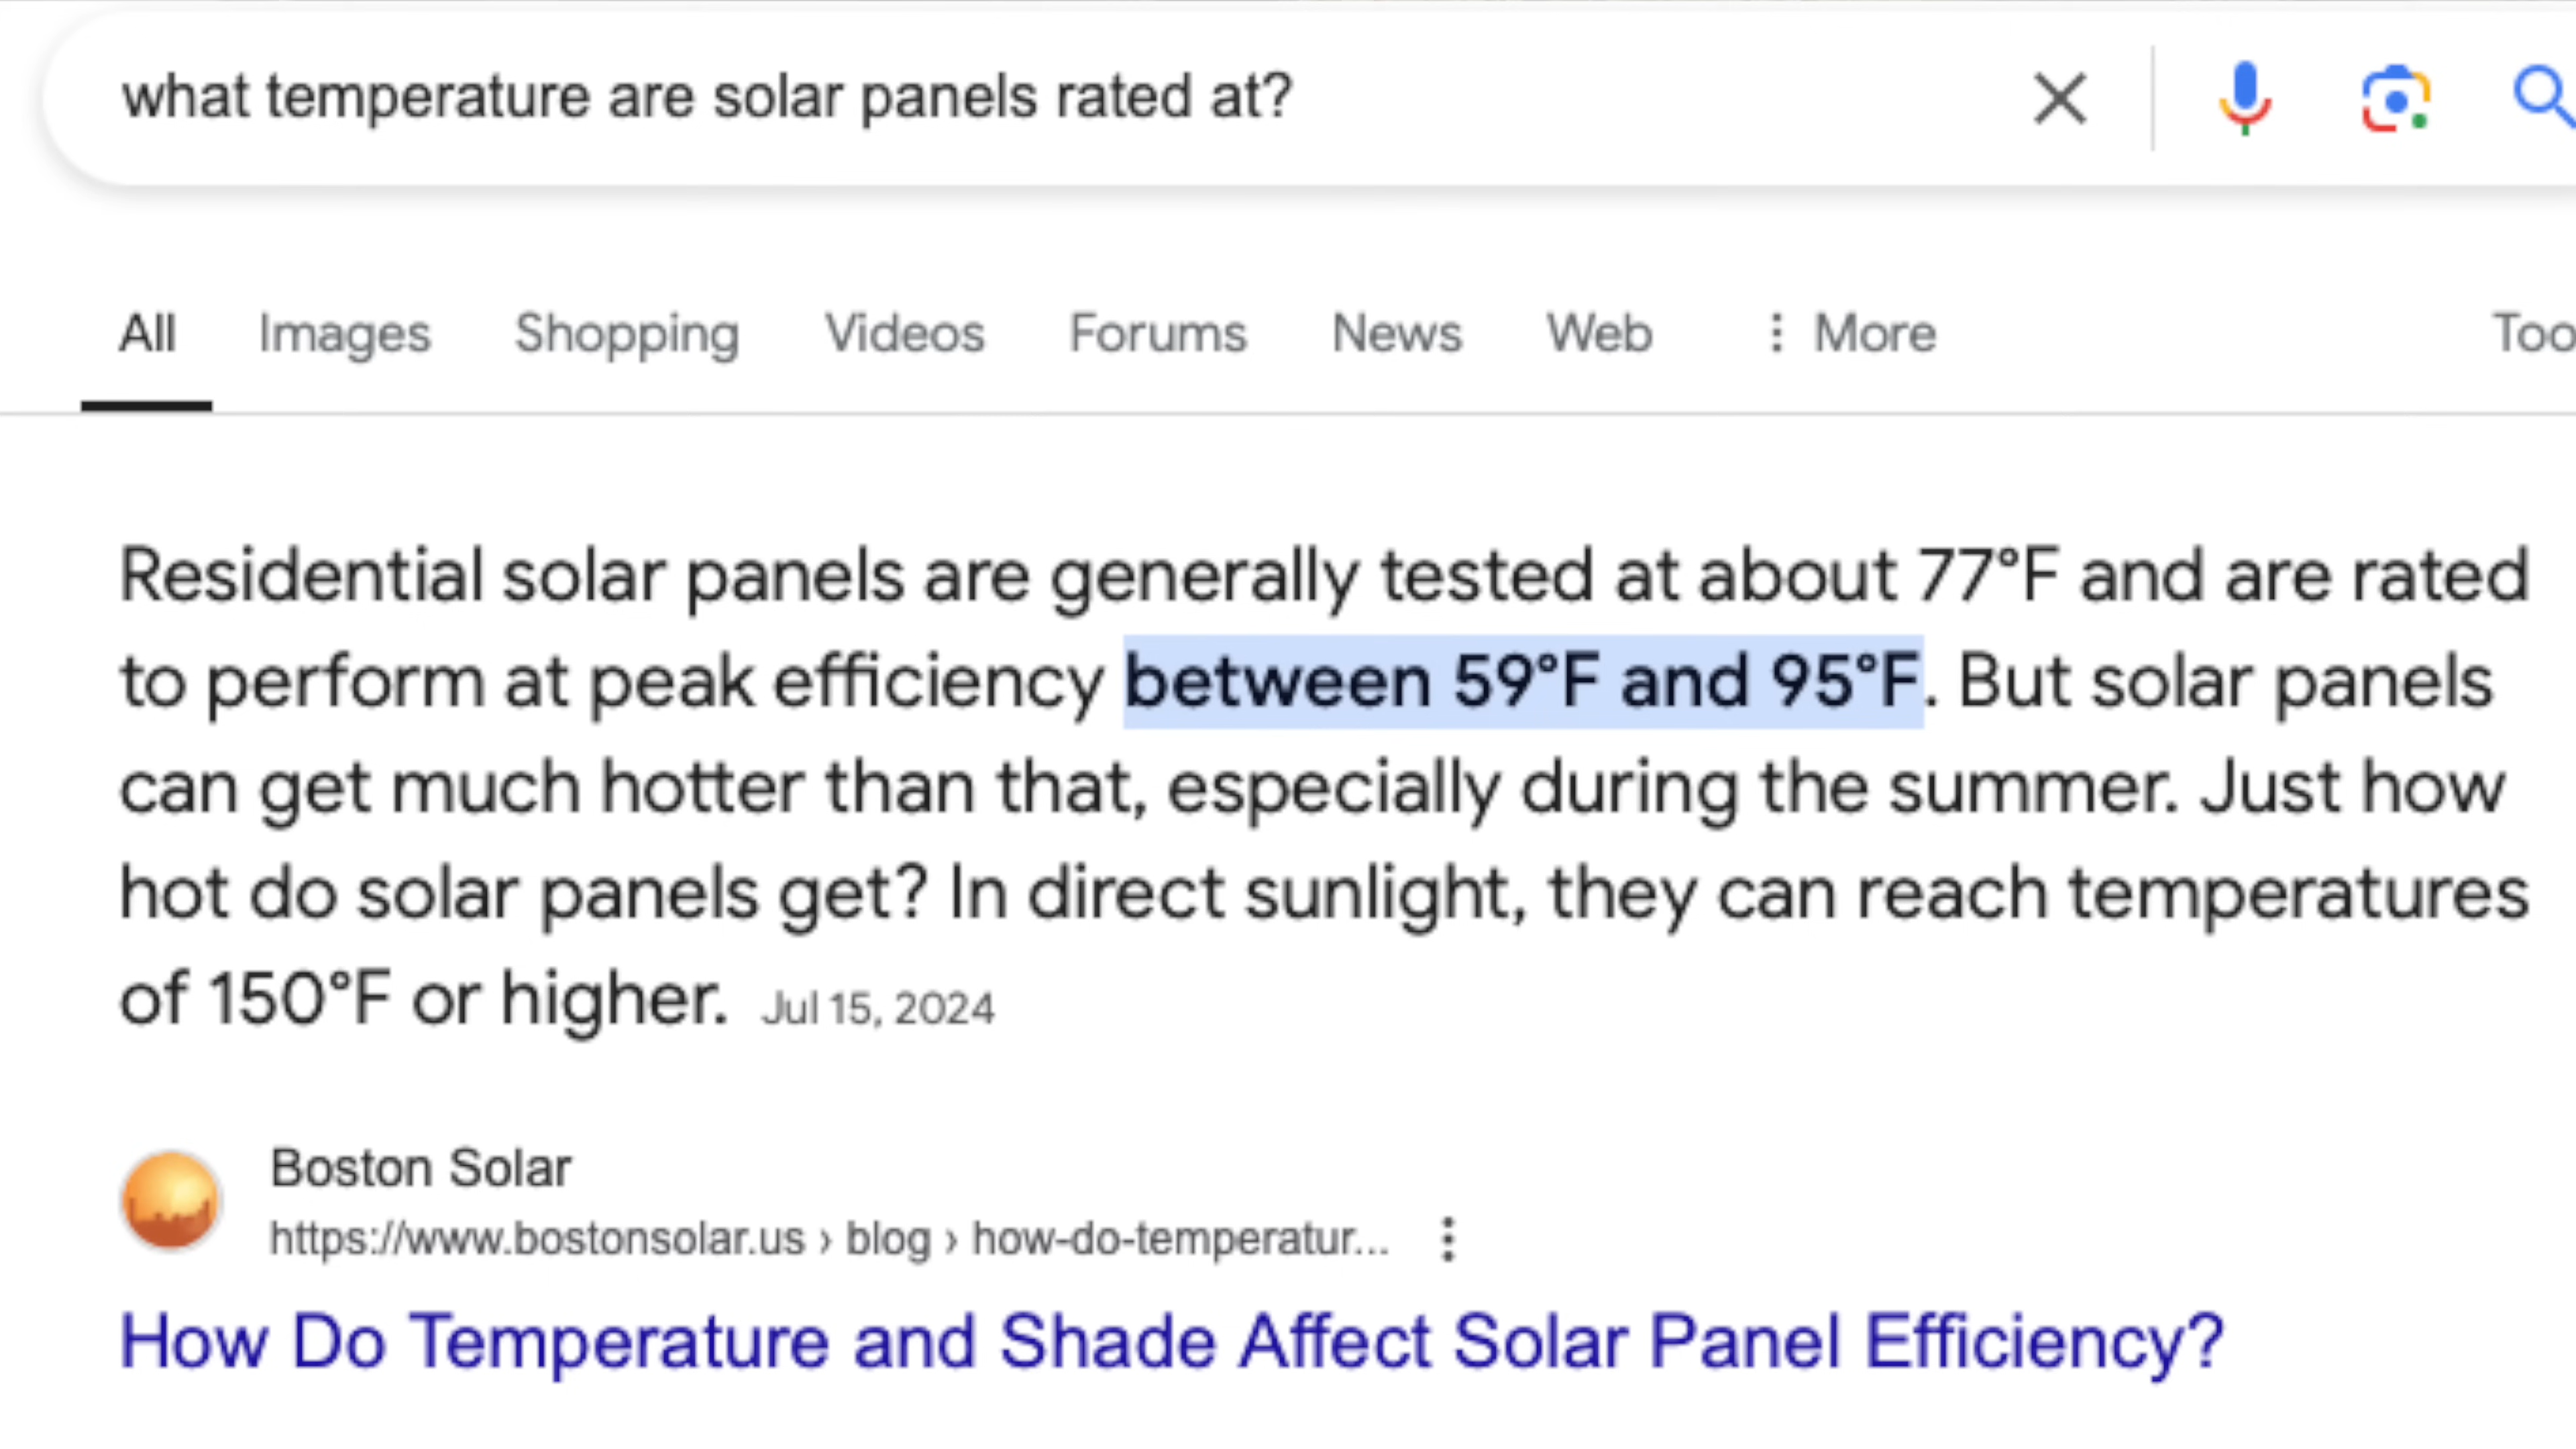 what temperature are solar panels rated at?
All Images Shopping Videos Forums News Web More Too
Residential solar panels are generally tested at about 77°F and are rated
to perform at peak efficiency between 59°F and 95°F. But solar panels
can get much hotter than that, especially during the summer. Just how
hot do solar panels get? In direct sunlight, they can reach temperatures
of 150°F or higher. Jul 15, 2024
Boston Solar
https://www.bostonsolar.us › blog › how-do-temperatur...
How Do Temperature and Shade Affect Solar Panel Efficiency?